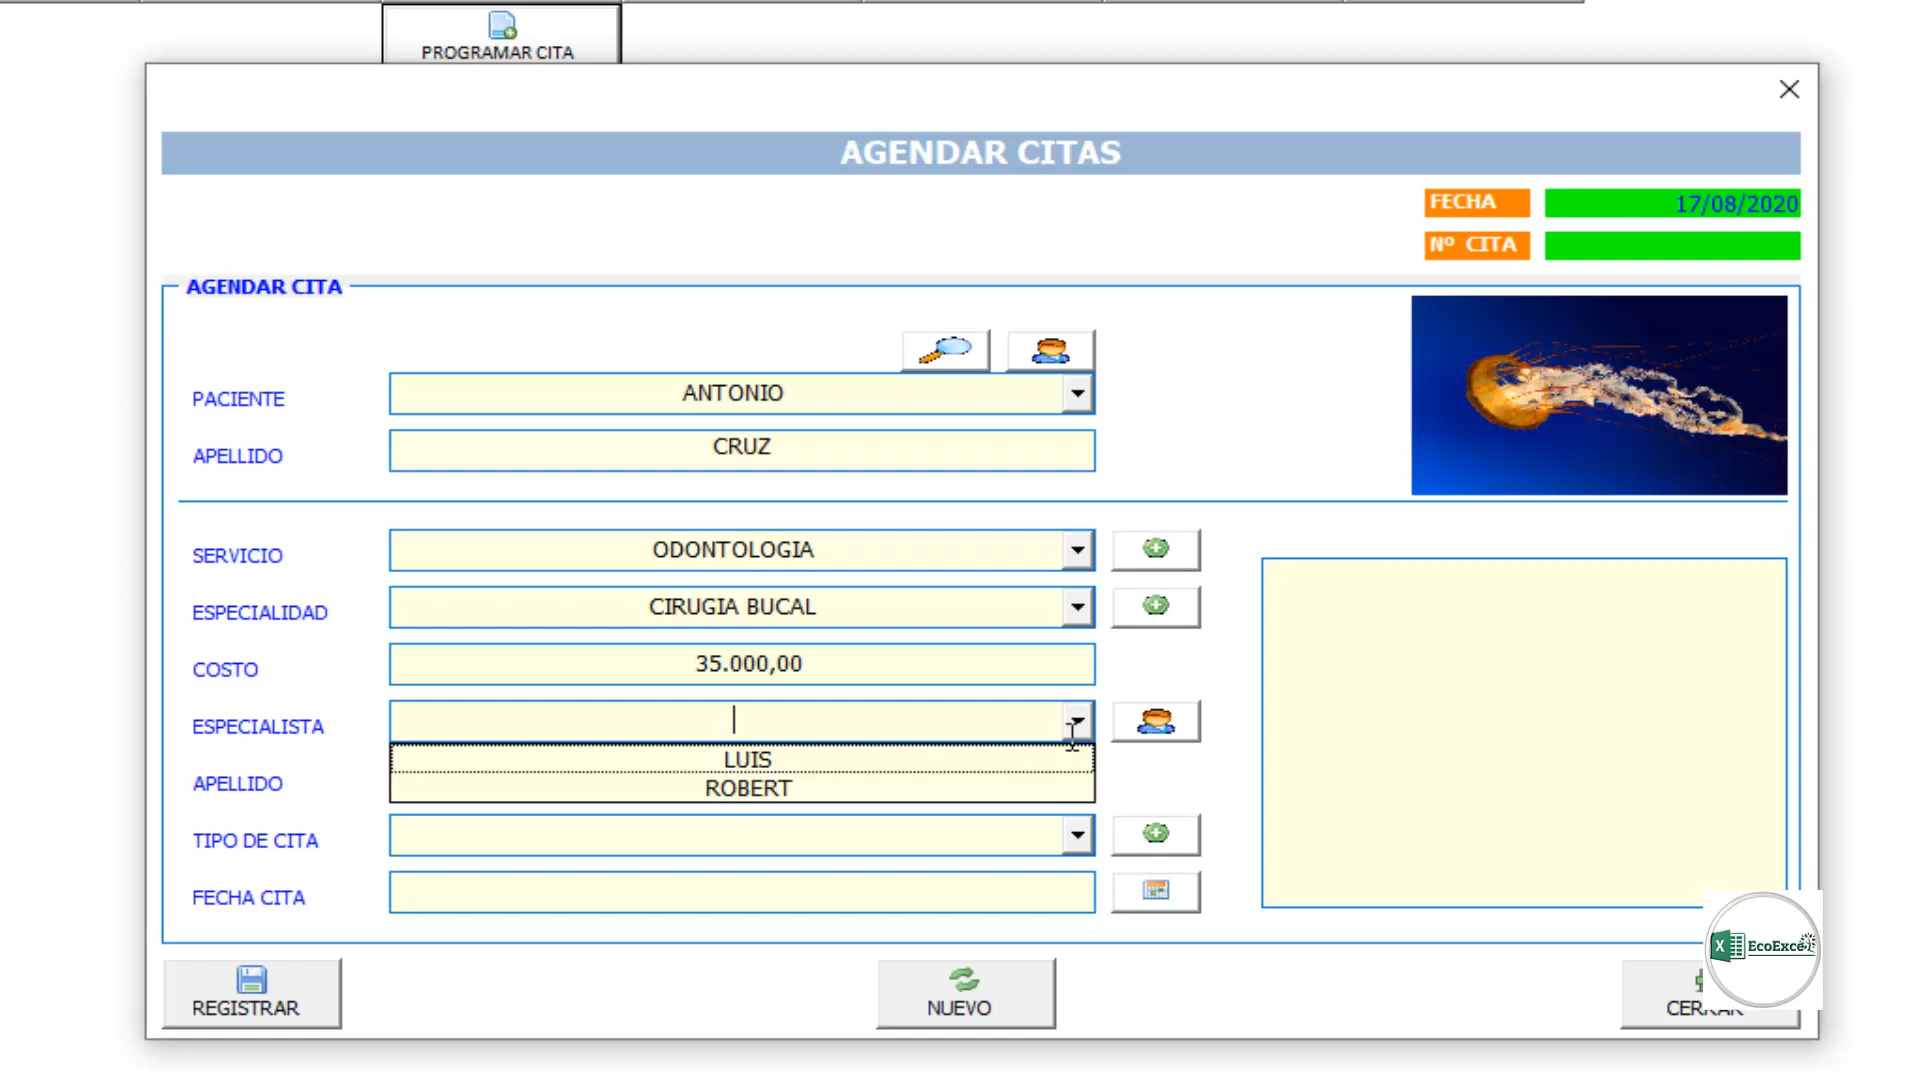 PROGRAMAR CITA
AGENDAR CITAS
FECHA 17/08/2020
Nº CITA
AGENDAR CITA
PACIENTE ANTONIO
APELLIDO CRUZ
SERVICIO ODONTOLOGIA
ESPECIALIDAD CIRUGIA BUCAL
COSTO 35.000,00
ESPECIALISTA
LUIS
APELLIDO
ROBERT
TIPO DE CITA
FECHA CITA
EcoExcel
REGISTRAR NUEVO CERRAR